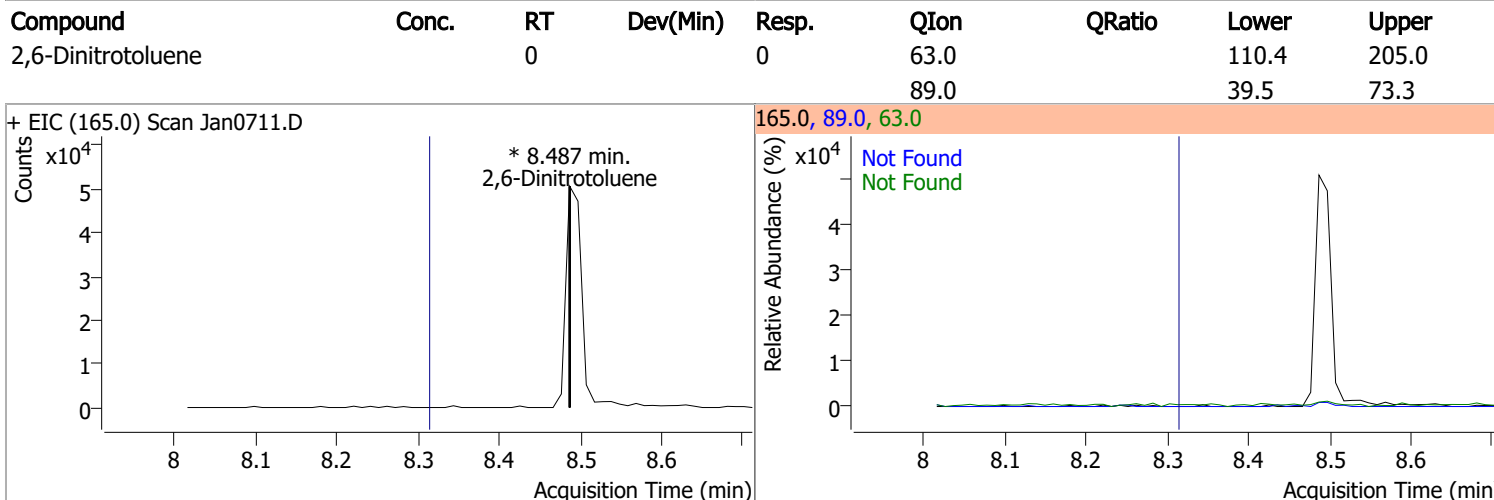 Compound Conc. RT Dev(Min) Resp. QIon QRatio Lower Upper
2,6-Dinitrotoluene 0 0 63.0 110.4 205.0
89.0 39.5 73.3
+ EIC (165.0) Scan Jan0711.D
Counts
x10⁴
* 8.487 min.
2,6-Dinitrotoluene
5
4
3
2
1
0
8 8.1 8.2 8.3 8.4 8.5 8.6
Acquisition Time (min)
165.0, 89.0, 63.0
Relative Abundance (%)
x10⁴
Not Found
Not Found
4
3
2
1
0
8 8.1 8.2 8.3 8.4 8.5 8.6
Acquisition Time (min